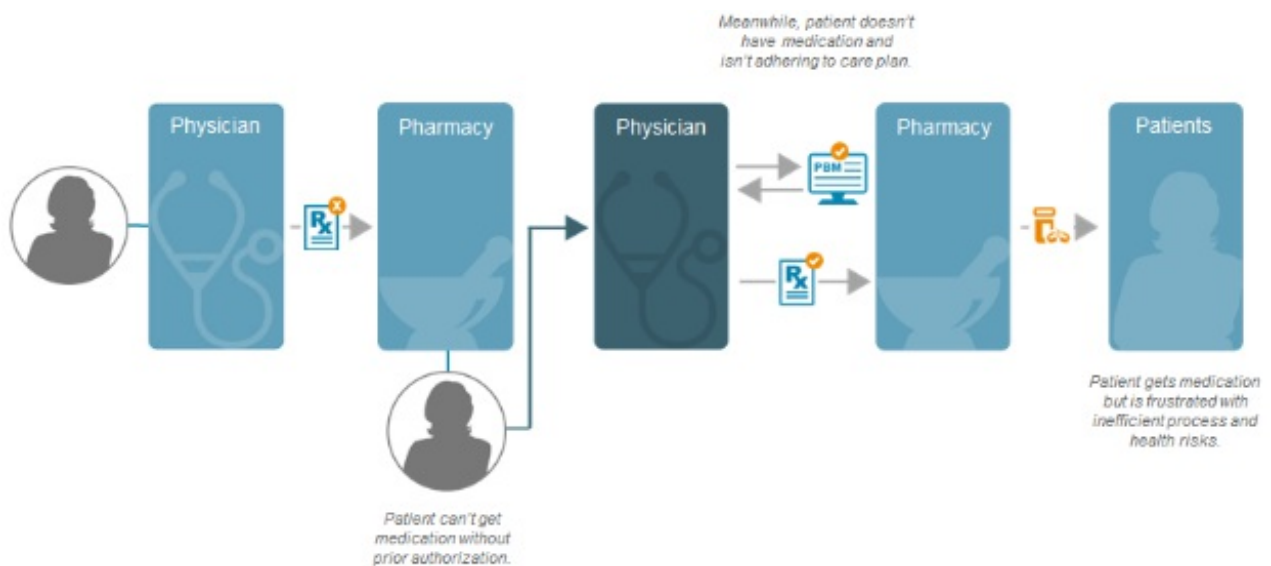 Meanwhile, patient doesn't
have medication and
isn't adhering to care plan.
Physician
Pharmacy
Physician
Pharmacy
Patients
PBM
Rx
Rx
Patient gets medication
but is frustrated with
inefficient process and
health risks.
Patient can't get
medication without
prior authorization.